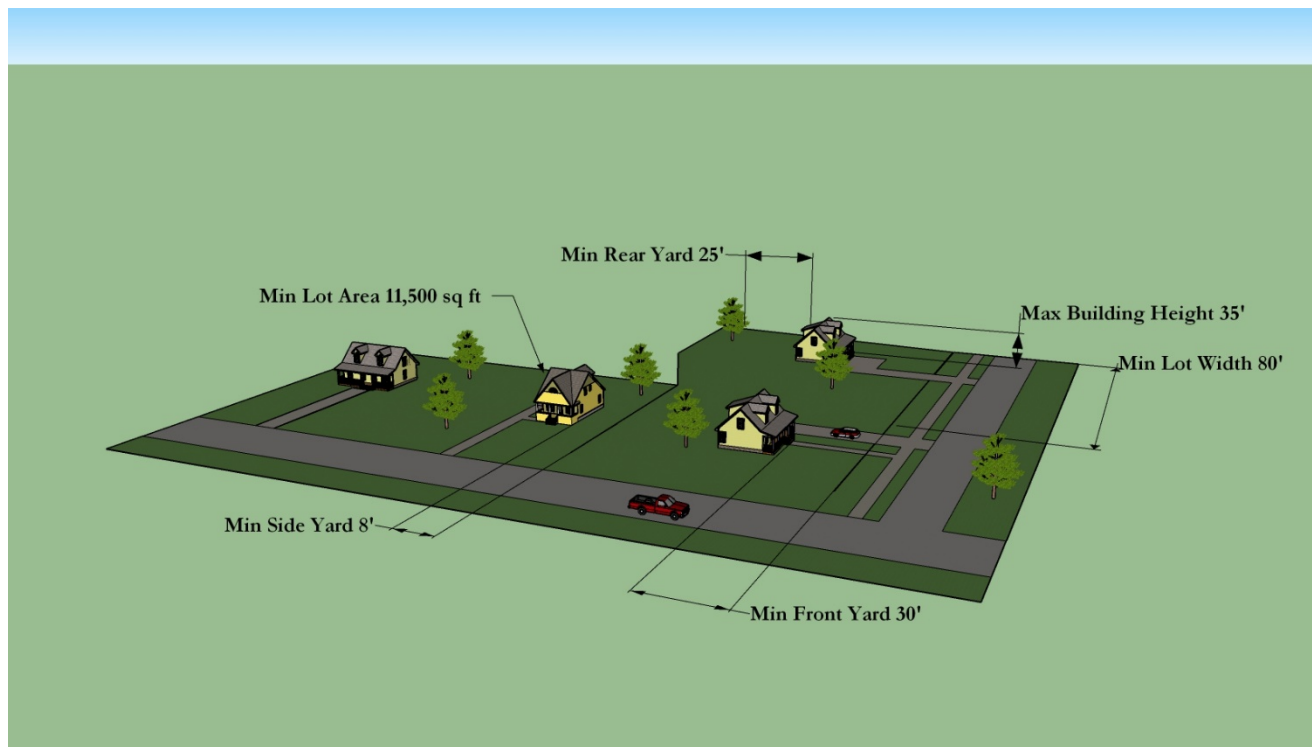 Min Rear Yard 25'
Min Lot Area 11,500 sq ft
Max Building Height 35'
Min Lot Width 80'
Min Side Yard 8'
Min Front Yard 30'